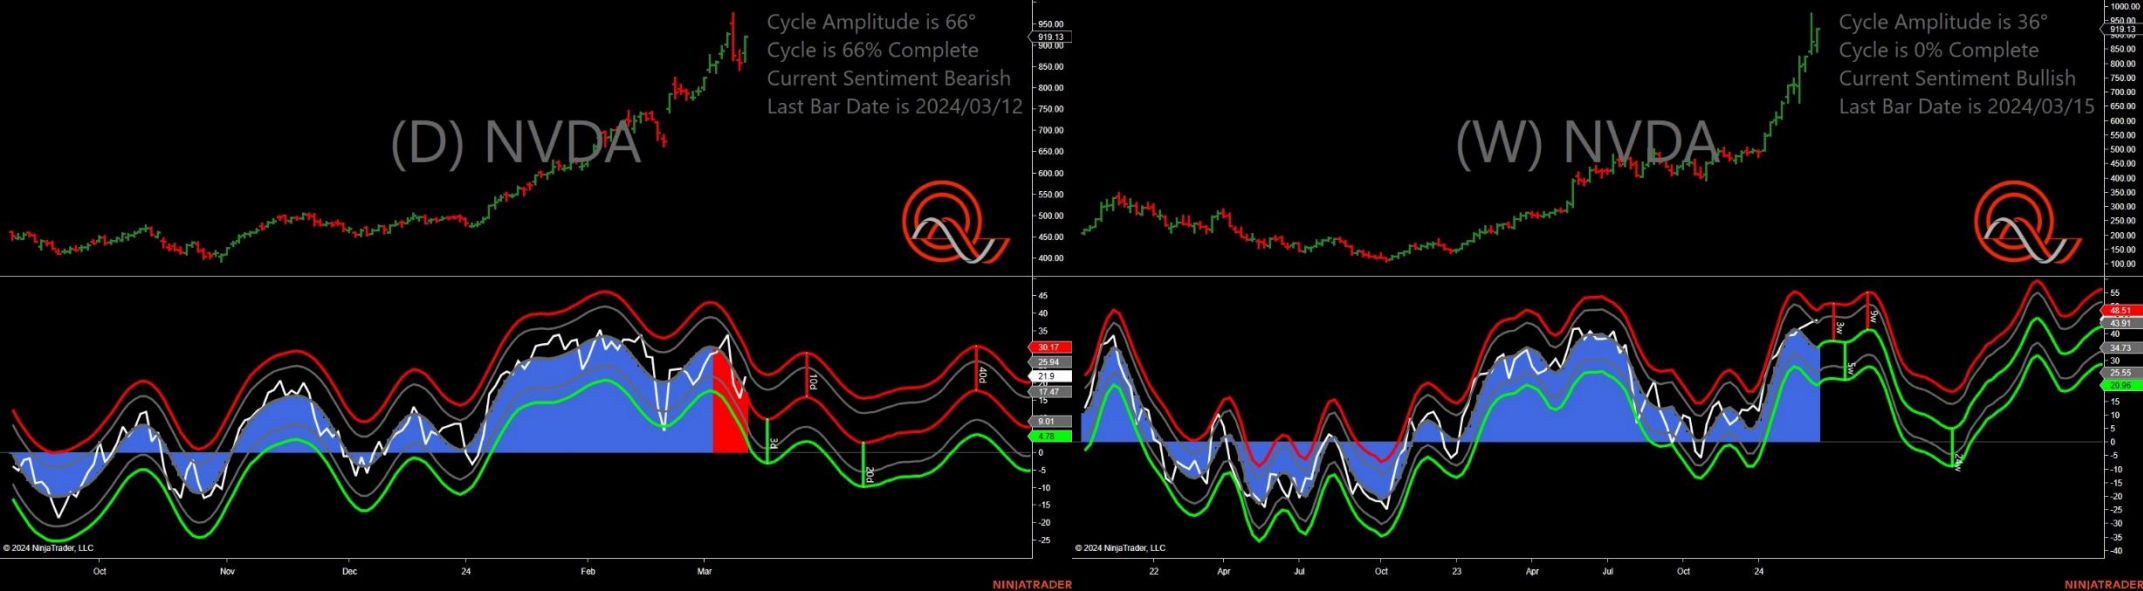 Cycle Amplitude is 66°
Cycle is 66% Complete
Current Sentiment Bearish
Last Bar Date is 2024/03/12
(D) NVDA
950.00
919.13
900.00
850.00
800.00
750.00
700.00
650.00
600.00
550.00
500.00
450.00
400.00
45
40
35
30.17
25.94
21.9
17.47
15
9.01
4.78
0
-5
-10
-15
-20
-25
10d
40d
3d
20d
© 2024 NinjaTrader, LLC
Oct
Nov
Dec
24
Feb
Mar
NINJATRADER
Cycle Amplitude is 36°
Cycle is 0% Complete
Current Sentiment Bullish
Last Bar Date is 2024/03/15
(W) NVDA
1000.00
950.00
919.13
850.00
800.00
750.00
700.00
650.00
600.00
550.00
500.00
450.00
400.00
350.00
300.00
250.00
200.00
150.00
100.00
55
48.51
43.91
40
34.73
30
25.55
20.96
15
10
5
0
-5
-10
-15
-20
-25
-30
-35
-40
3w
9w
5w
24w
© 2024 NinjaTrader, LLC
22
Apr
Jul
Oct
23
Apr
Jul
Oct
24
NINJATRADER